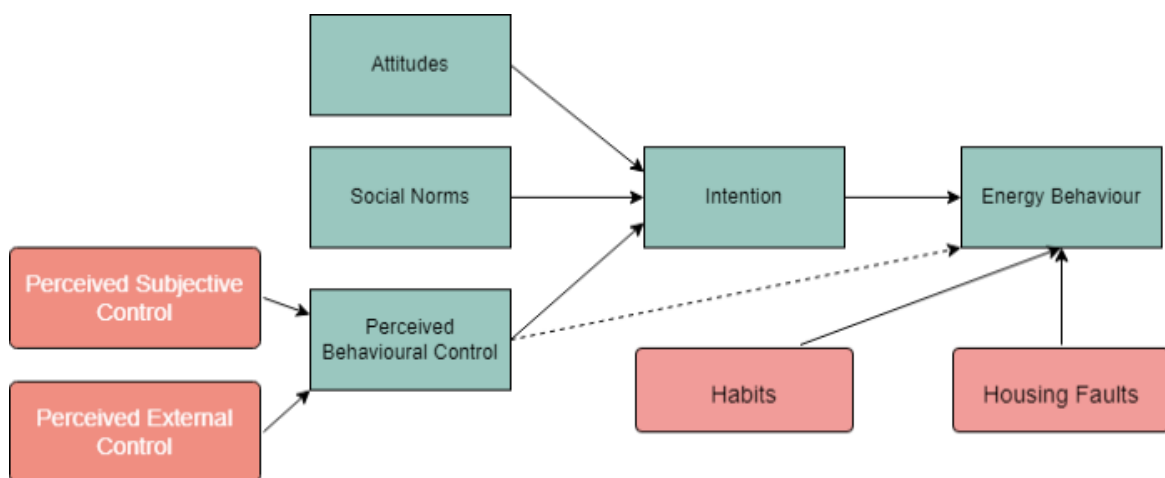 Attitudes
Social Norms
Intention
Energy Behaviour
Perceived Subjective
Control
Perceived
Behavioural Control
Perceived External
Control
Habits
Housing Faults